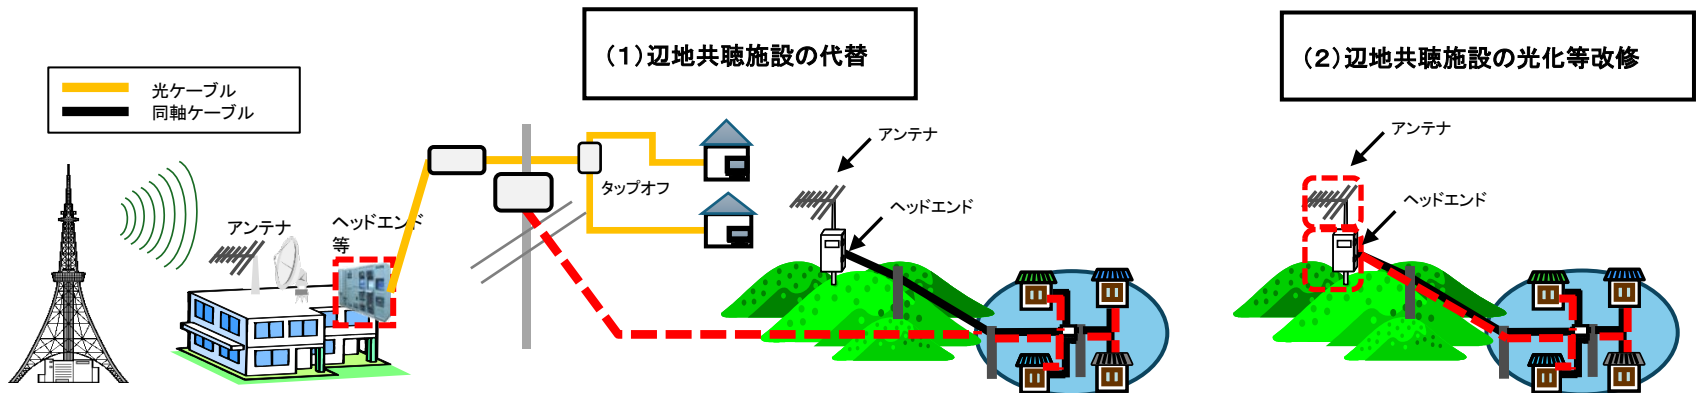 (1)辺地共聴施設の代替
(2)辺地共聴施設の光化等改修
光ケーブル
同軸ケーブル
アンテナ
ヘッドエンド
等
タップオフ
アンテナ
ヘッドエンド
アンテナ
ヘッドエンド